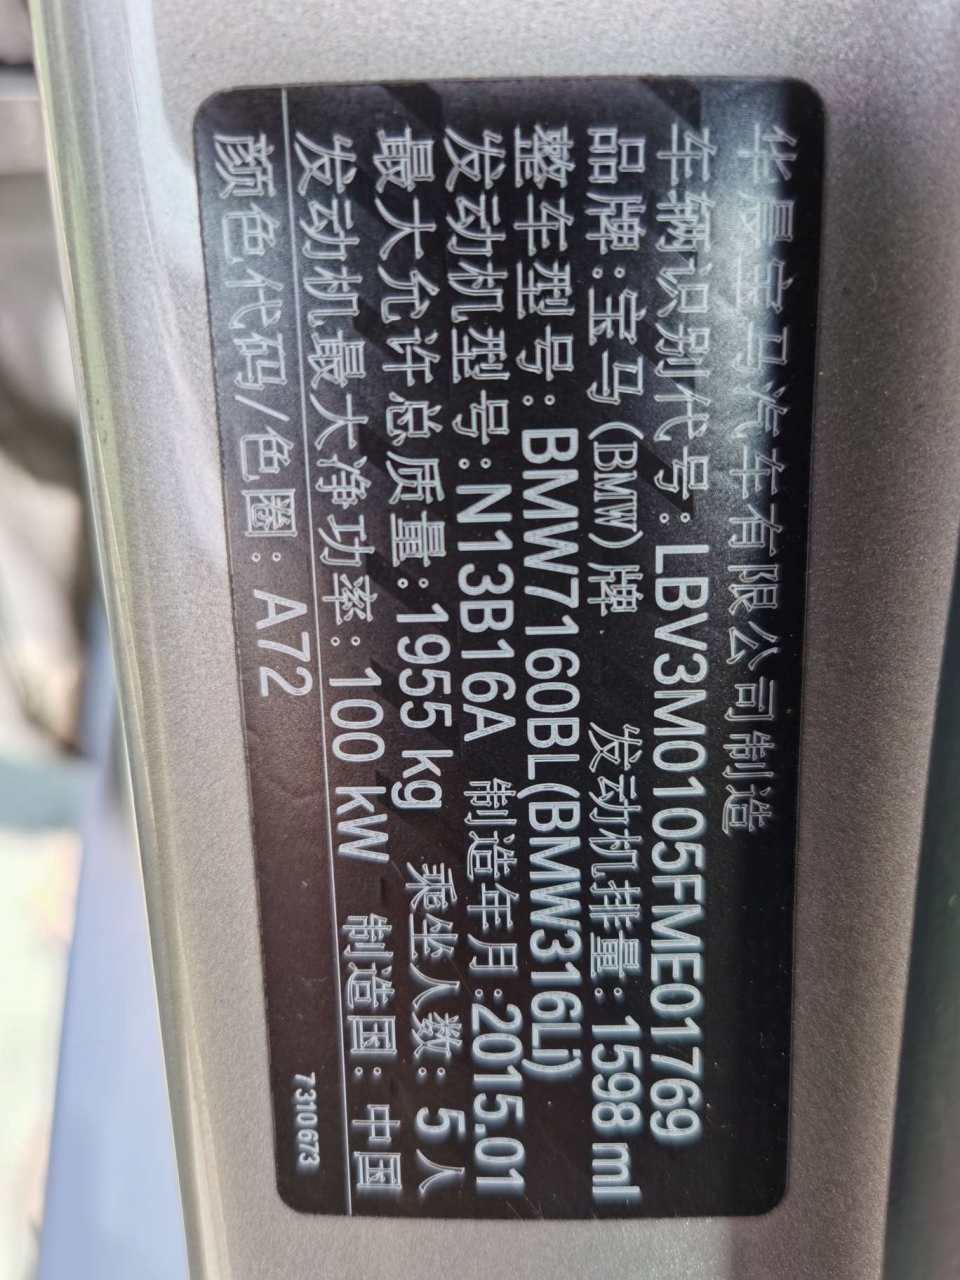 华晨宝马汽车有限公司制造
车辆识别代号:LBV3M0105FME01769
品牌:宝马(BMW)牌 发动机排量:1598 ml
整车型号:BMW7160BL(BMW316Li)
发动机型号:N13B16A 制造年月:2015.01
最大允许总质量:1955 kg 乘坐人数:5人
发动机最大净功率:100 kW 制造国:中国
颜色代码/色圈:A72
7310673